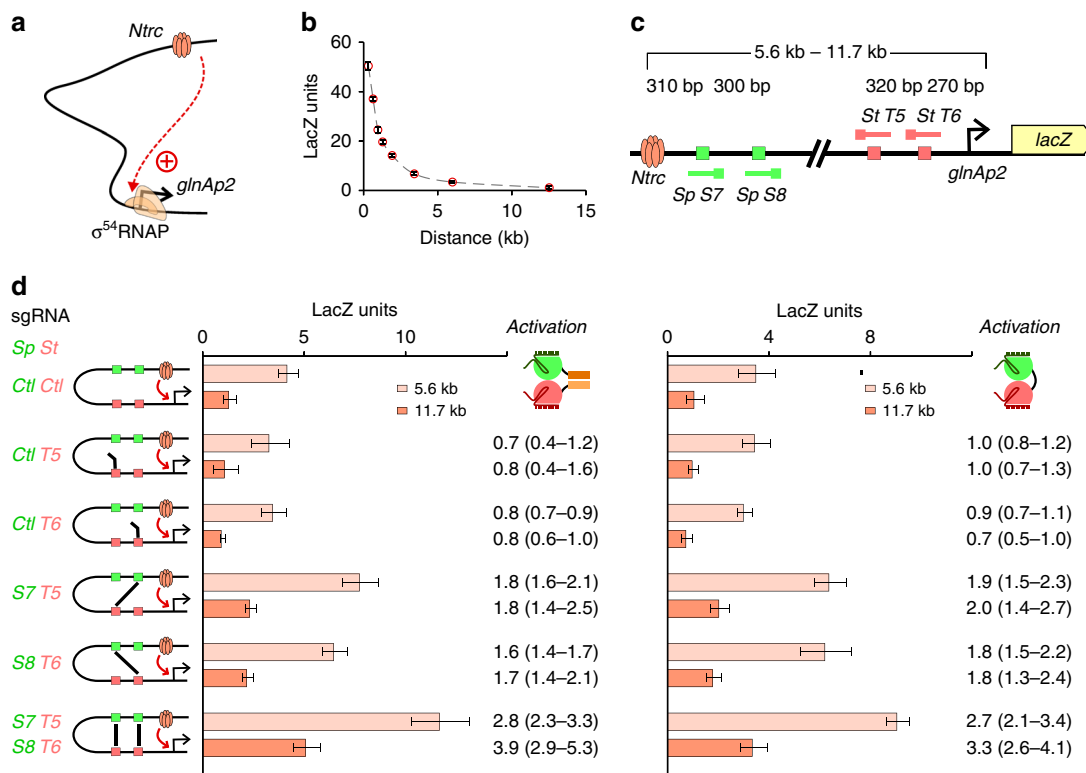 a
Ntrc
glnAp2
σ54RNAP
b
LacZ units
60
40
20
0
0 5 10 15
Distance (kb)
c
5.6 kb – 11.7 kb
310 bp 300 bp 320 bp 270 bp
St T5 St T6
lacZ
Ntrc
glnAp2
Sp S7 Sp S8
d
sgRNA
LacZ units
0 5 10
Activation
LacZ units
0 4 8
Activation
Sp St
Ctl Ctl
5.6 kb
11.7 kb
5.6 kb
11.7 kb
Ctl T5
0.7 (0.4–1.2)
0.8 (0.4–1.6)
1.0 (0.8–1.2)
1.0 (0.7–1.3)
Ctl T6
0.8 (0.7–0.9)
0.8 (0.6–1.0)
0.9 (0.7–1.1)
0.7 (0.5–1.0)
S7 T5
1.8 (1.6–2.1)
1.8 (1.4–2.5)
1.9 (1.5–2.3)
2.0 (1.4–2.7)
S8 T6
1.6 (1.4–1.7)
1.7 (1.4–2.1)
1.8 (1.5–2.2)
1.8 (1.3–2.4)
S7 T5
S8 T6
2.8 (2.3–3.3)
3.9 (2.9–5.3)
2.7 (2.1–3.4)
3.3 (2.6–4.1)